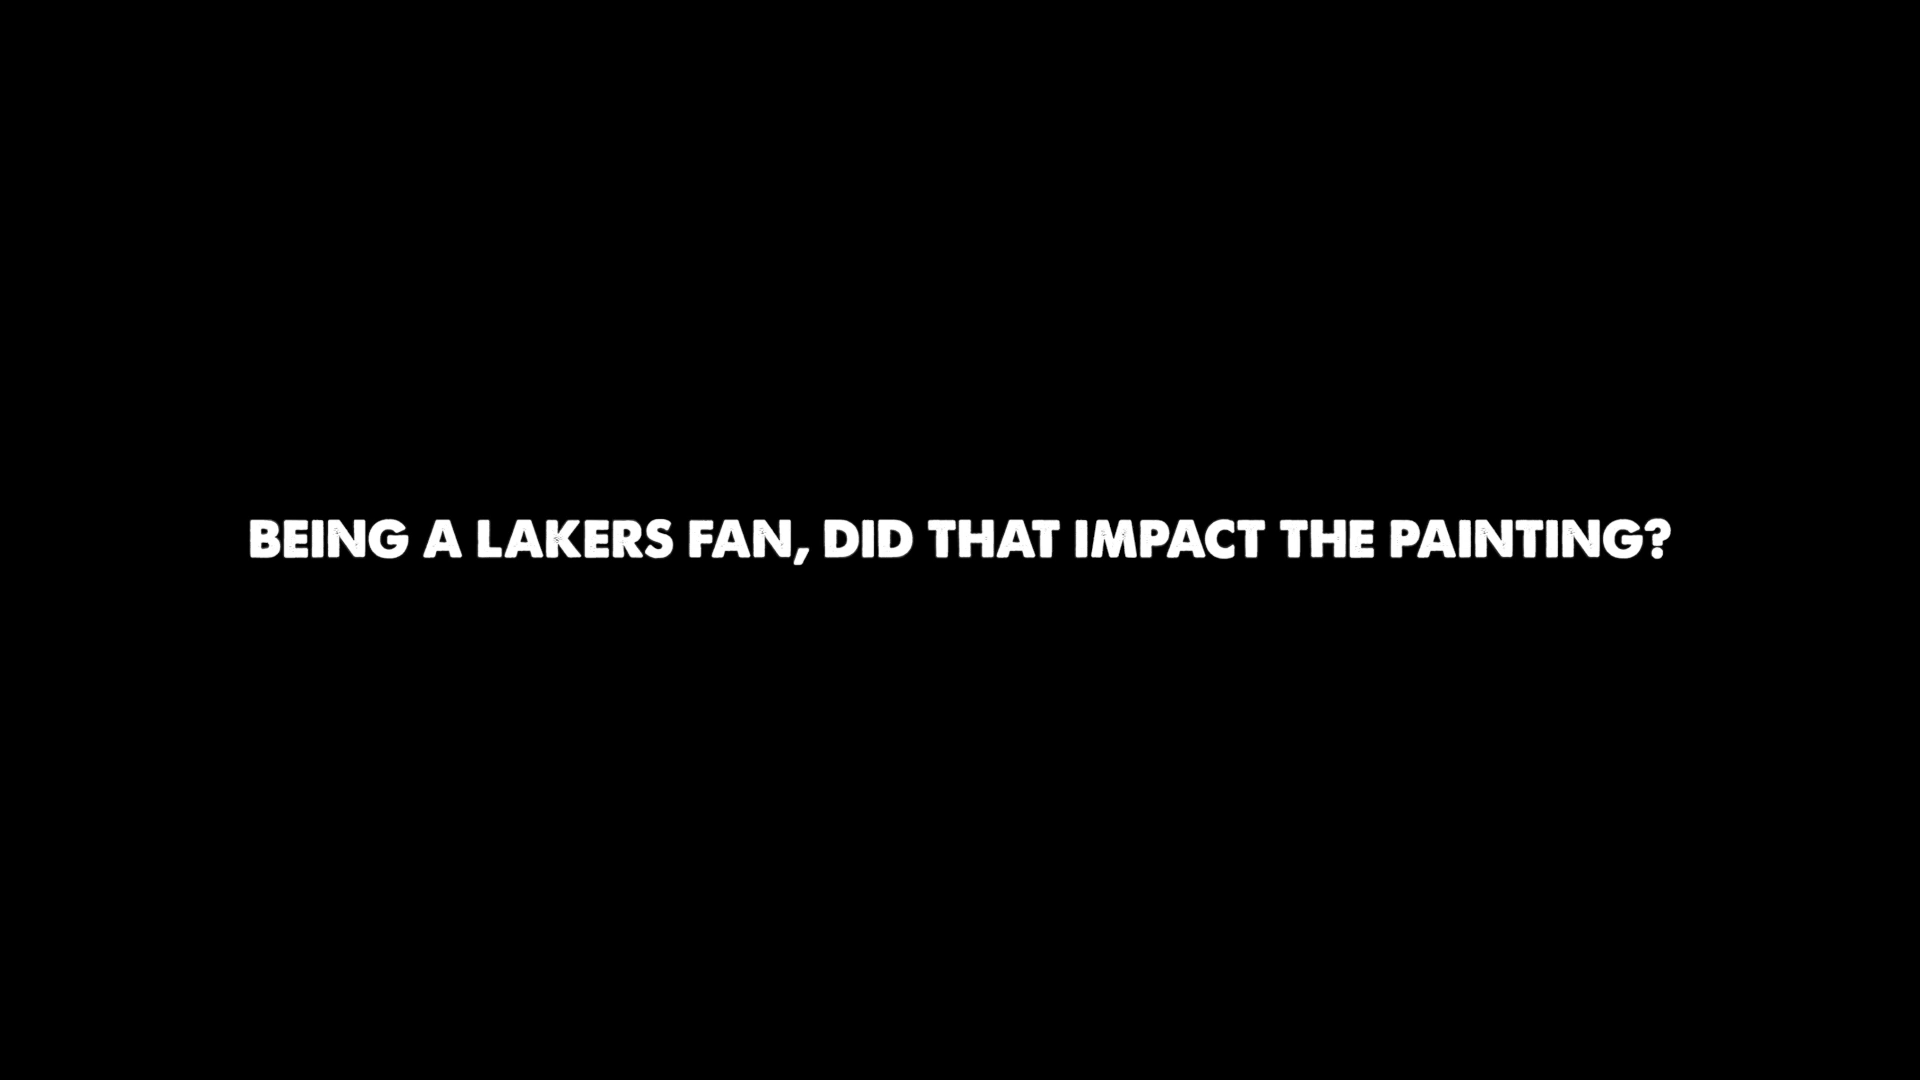 BEING A LAKERS FAN, DID THAT IMPACT THE PAINTING?